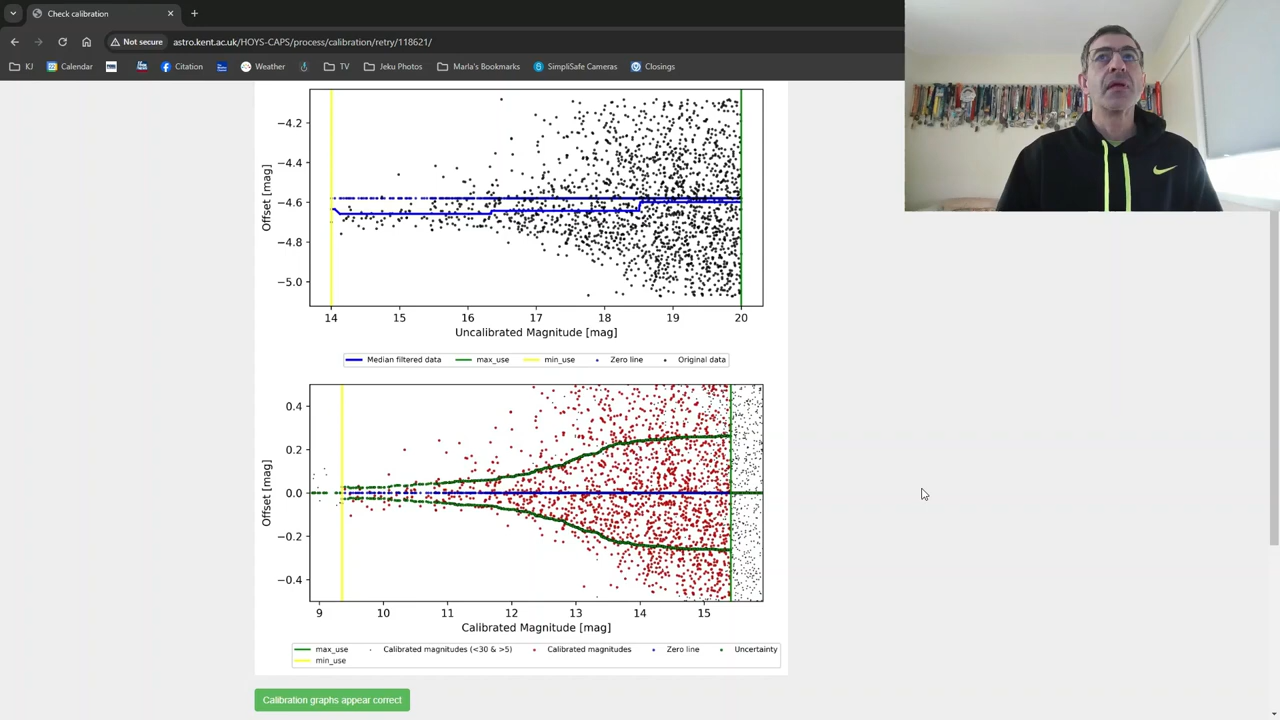 Check calibration
Not secure
astro.kent.ac.uk/HOYS-CAPS/process/calibration/retry/118621/
KJ
Calendar
Citation
Weather
TV
Jeku Photos
Marla's Bookmarks
SimpliSafe Cameras
Closings
Offset [mag]
−4.2
−4.4
−4.6
−4.8
−5.0
14 15 16 17 18 19 20
Uncalibrated Magnitude [mag]
Median filtered data max_use min_use Zero line Original data
Offset [mag]
0.4
0.2
0.0
−0.2
−0.4
9 10 11 12 13 14 15
Calibrated Magnitude [mag]
max_use Calibrated magnitudes (<30 & >5) Calibrated magnitudes Zero line Uncertainty
min_use
Calibration graphs appear correct